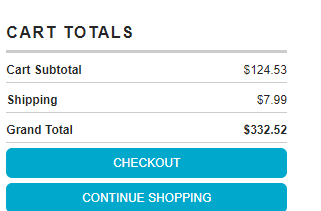 CART TOTALS
Cart Subtotal $124.53
Shipping $7.99
Grand Total $332.52
CHECKOUT
CONTINUE SHOPPING